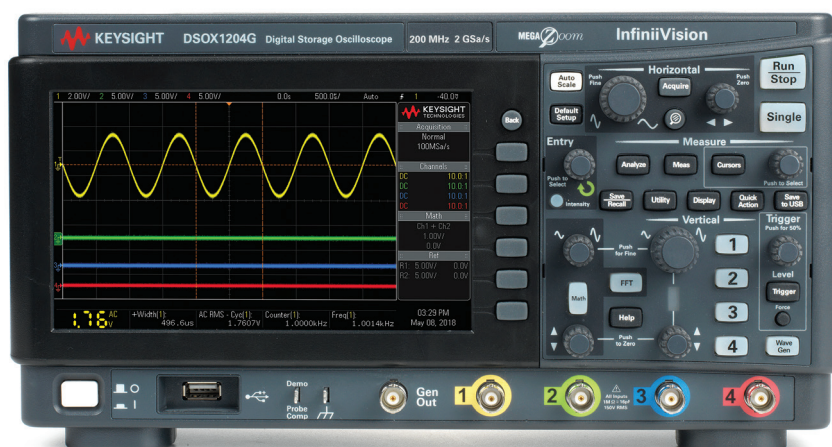 KEYSIGHT DSOX1204G Digital Storage Oscilloscope 200 MHz 2 GSa/s MEGA Zoom InfiniiVision
1 2.00V/ 2 5.00V/ 3 5.00V/ 4 5.00V/ 0.0s 500.0$/ Auto 1 -40.0V
KEYSIGHT
TECHNOLOGIES
Acquisition
Normal
100MSa/s
Channels
DC 10.0:1
DC 10.0:1
DC 10.0:1
DC 10.0:1
Math
Ch1 + Ch2
1.00V/
0.0V
Ref
R1: 5.00V/ 0.0V
R2: 5.00V/ 0.0V
1.76 AC V
+Width(1): 496.6us
AC RMS - Cyc(1): 1.7607V
Counter(1): 1.0000kHz
Freq(1): 1.0014kHz
03:29 PM
May 08, 2018
Back
Horizontal
Auto Scale
Push Fine
Acquire
Push Zero
Run Stop
Default Setup
Single
Entry
Measure
Push to Select
Analyze
Meas
Cursors
Push to Select
Intensity
Save Recall
Utility
Display
Quick Action
Save to USB
Vertical
Trigger
Push for 50%
Push for Fine
1
FFT
2
Level
Math
Trigger
Help
3
Force
Push to Zero
4
Wave Gen
Demo
Probe Comp
Gen Out
1
2
All Inputs
1MΩ ≈ 16pF
150V RMS
3
4